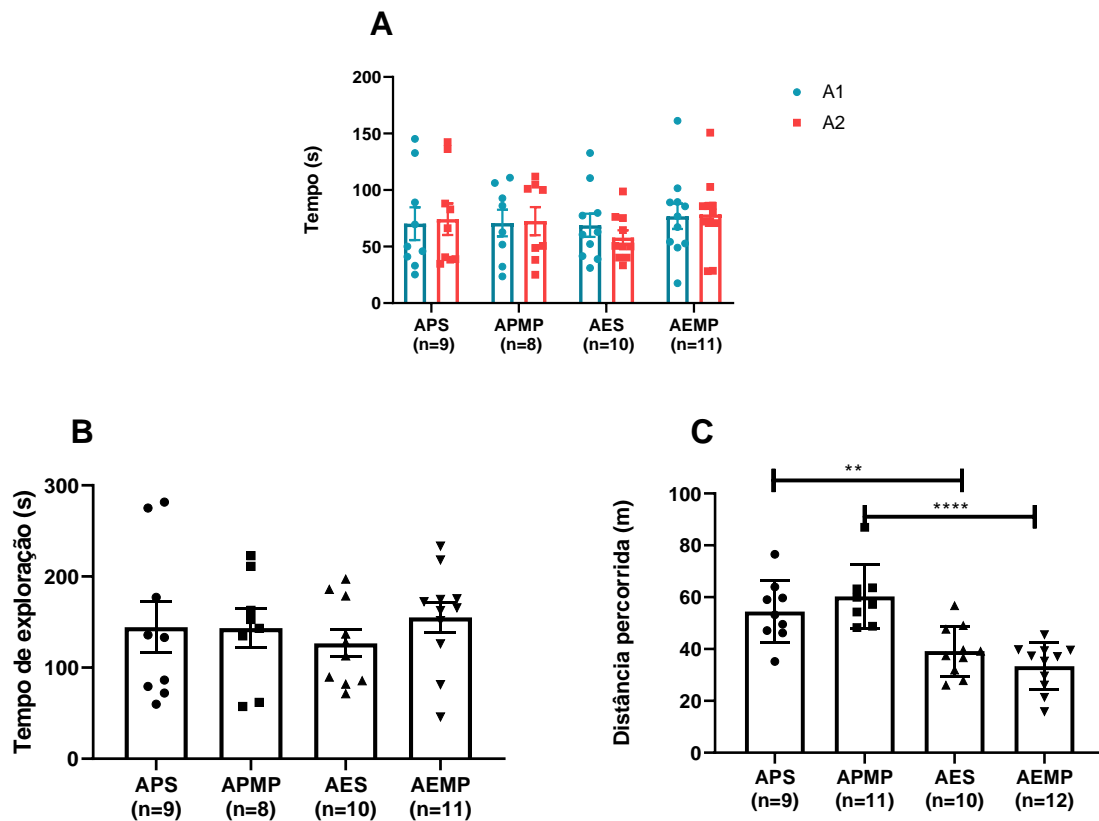 A
Tempo (s)
200
150
100
50
0
A1
A2
APS APMP AES AEMP
(n=9) (n=8) (n=10) (n=11)
B
Tempo de exploração (s)
300
200
100
0
APS APMP AES AEMP
(n=9) (n=8) (n=10) (n=11)
C
Distância percorrida (m)
**
****
100
80
60
40
20
0
APS APMP AES AEMP
(n=9) (n=11) (n=10) (n=12)